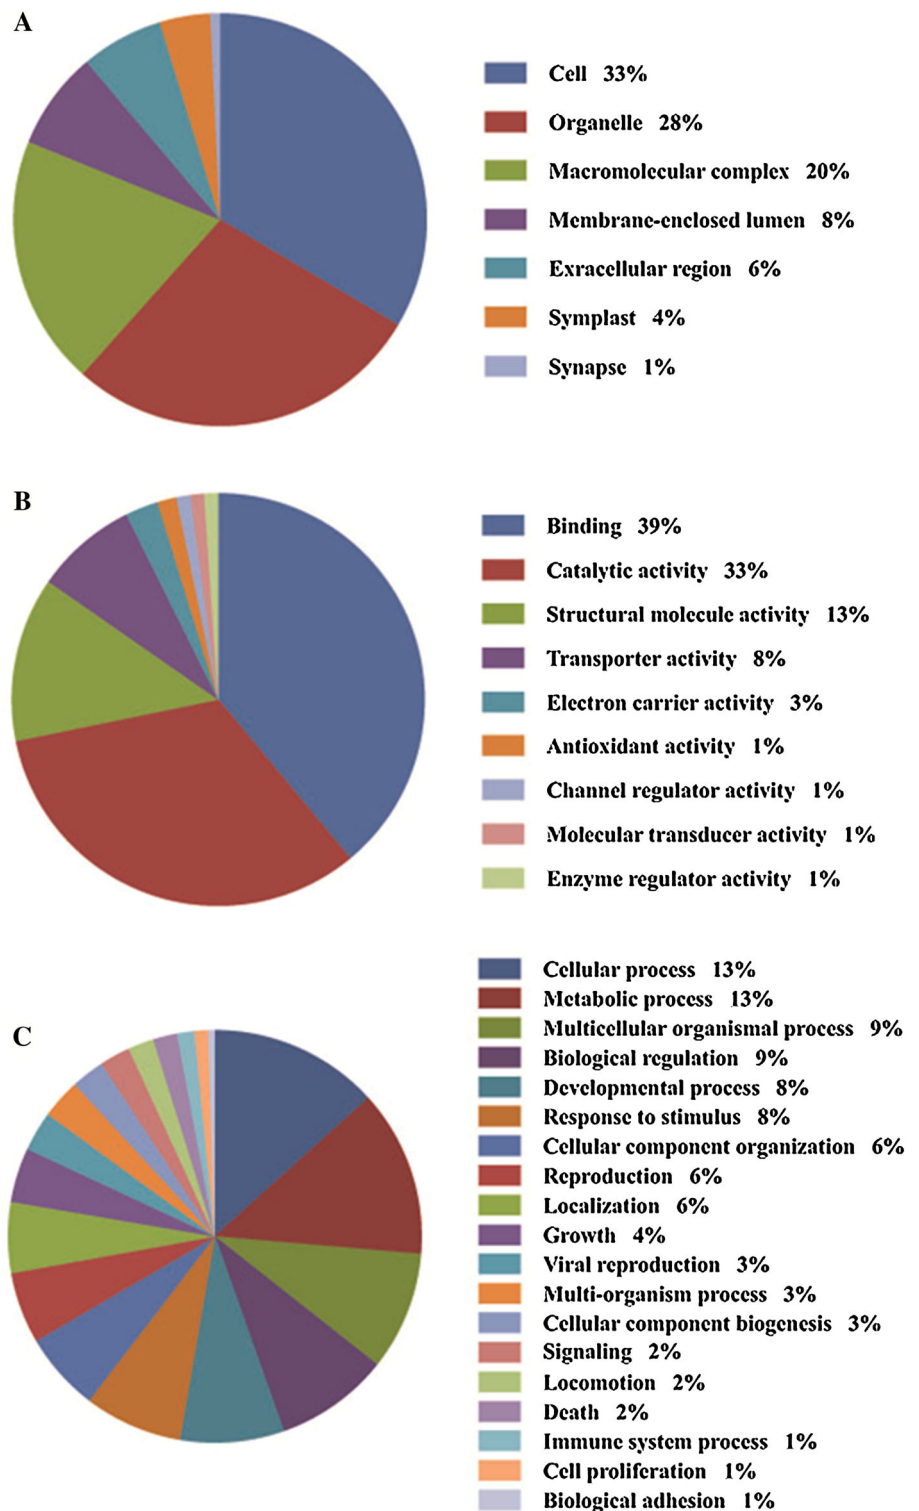 A
Cell 33%
Organelle 28%
Macromolecular complex 20%
Membrane-enclosed lumen 8%
Exracellular region 6%
Symplast 4%
Synapse 1%
B
Binding 39%
Catalytic activity 33%
Structural molecule activity 13%
Transporter activity 8%
Electron carrier activity 3%
Antioxidant activity 1%
Channel regulator activity 1%
Molecular transducer activity 1%
Enzyme regulator activity 1%
C
Cellular process 13%
Metabolic process 13%
Multicellular organismal process 9%
Biological regulation 9%
Developmental process 8%
Response to stimulus 8%
Cellular component organization 6%
Reproduction 6%
Localization 6%
Growth 4%
Viral reproduction 3%
Multi-organism process 3%
Cellular component biogenesis 3%
Signaling 2%
Locomotion 2%
Death 2%
Immune system process 1%
Cell proliferation 1%
Biological adhesion 1%